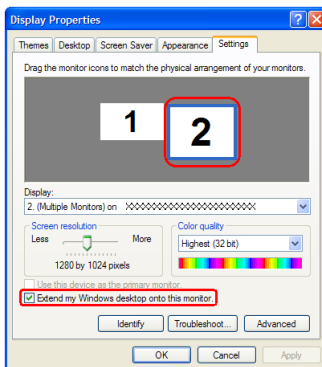 Display Properties
Themes Desktop Screen Saver Appearance Settings
Drag the monitor icons to match the physical arrangement of your monitors.
1 2
Display:
2. (Multiple Monitors) on XXXXXXXXXXXXXXXXXXXXXX
Screen resolution
Less More
1280 by 1024 pixels
Color quality
Highest (32 bit)
Use this device as the primary monitor.
Extend my Windows desktop onto this monitor.
Identify Troubleshoot... Advanced
OK Cancel Apply